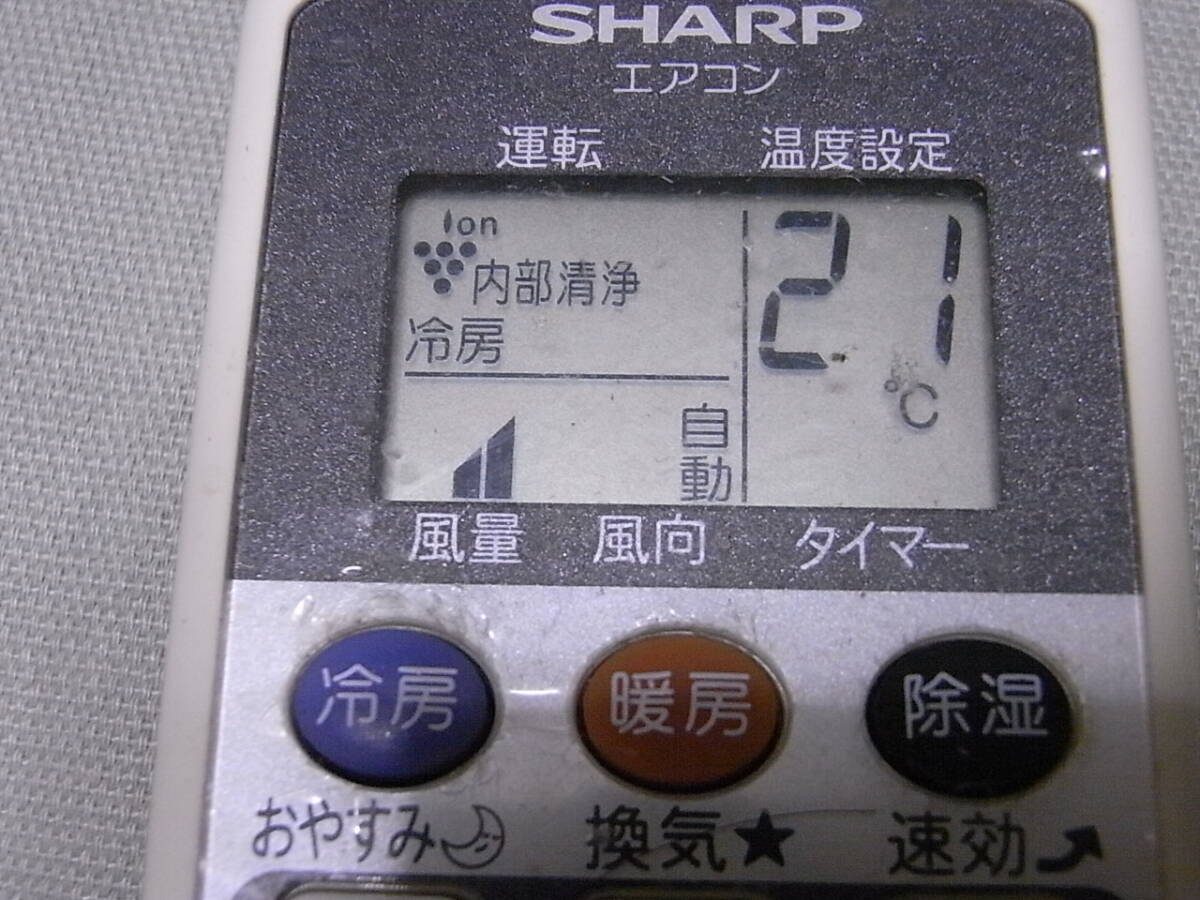 SHARP
エアコン
運転 温度設定
Ion
内部清浄
冷房
21
℃
自動
風量 風向 タイマー
冷房 暖房 除湿
おやすみ 換気★ 速効